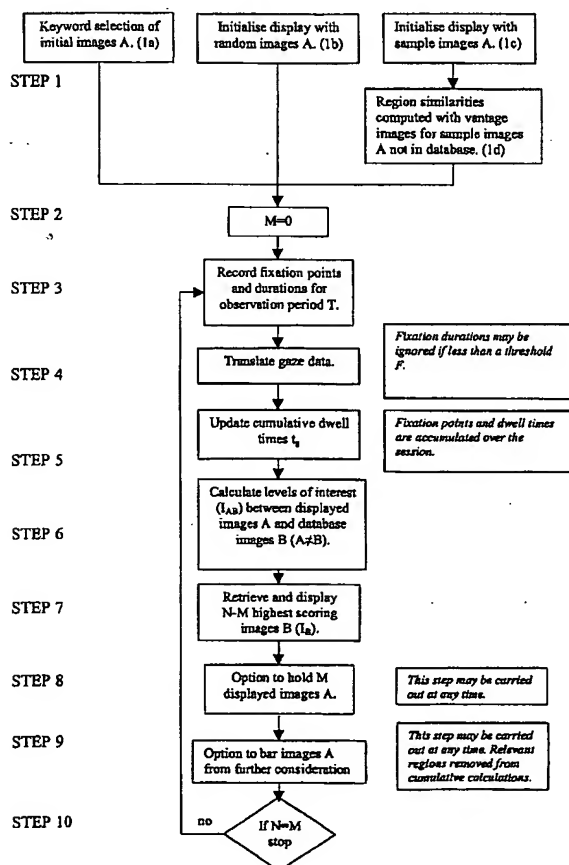 Keyword selection of
initial images A. (1a)
Initialise display with
random images A. (1b)
Initialise display with
sample images A. (1c)
STEP 1
Region similarities
computed with vantage
images for sample images
A not in database. (1d)
STEP 2
M=0
STEP 3
Record fixation points
and durations for
observation period T.
STEP 4
Translate gaze data.
Fixation durations may be
ignored if less than a threshold
F.
STEP 5
Update cumulative dwell
times ts
Fixation points and dwell times
are accumulated over the
session.
STEP 6
Calculate levels of interest
(IAB) between displayed
images A and database
images B (A≠B).
STEP 7
Retrieve and display
N-M highest scoring
images B (IB).
STEP 8
Option to hold M
displayed images A.
This step may be carried
out at any time.
STEP 9
Option to bar images A
from further consideration
This step may be carried
out at any time. Relevant
regions removed from
cumulative calculations.
STEP 10
no
If N=M
stop